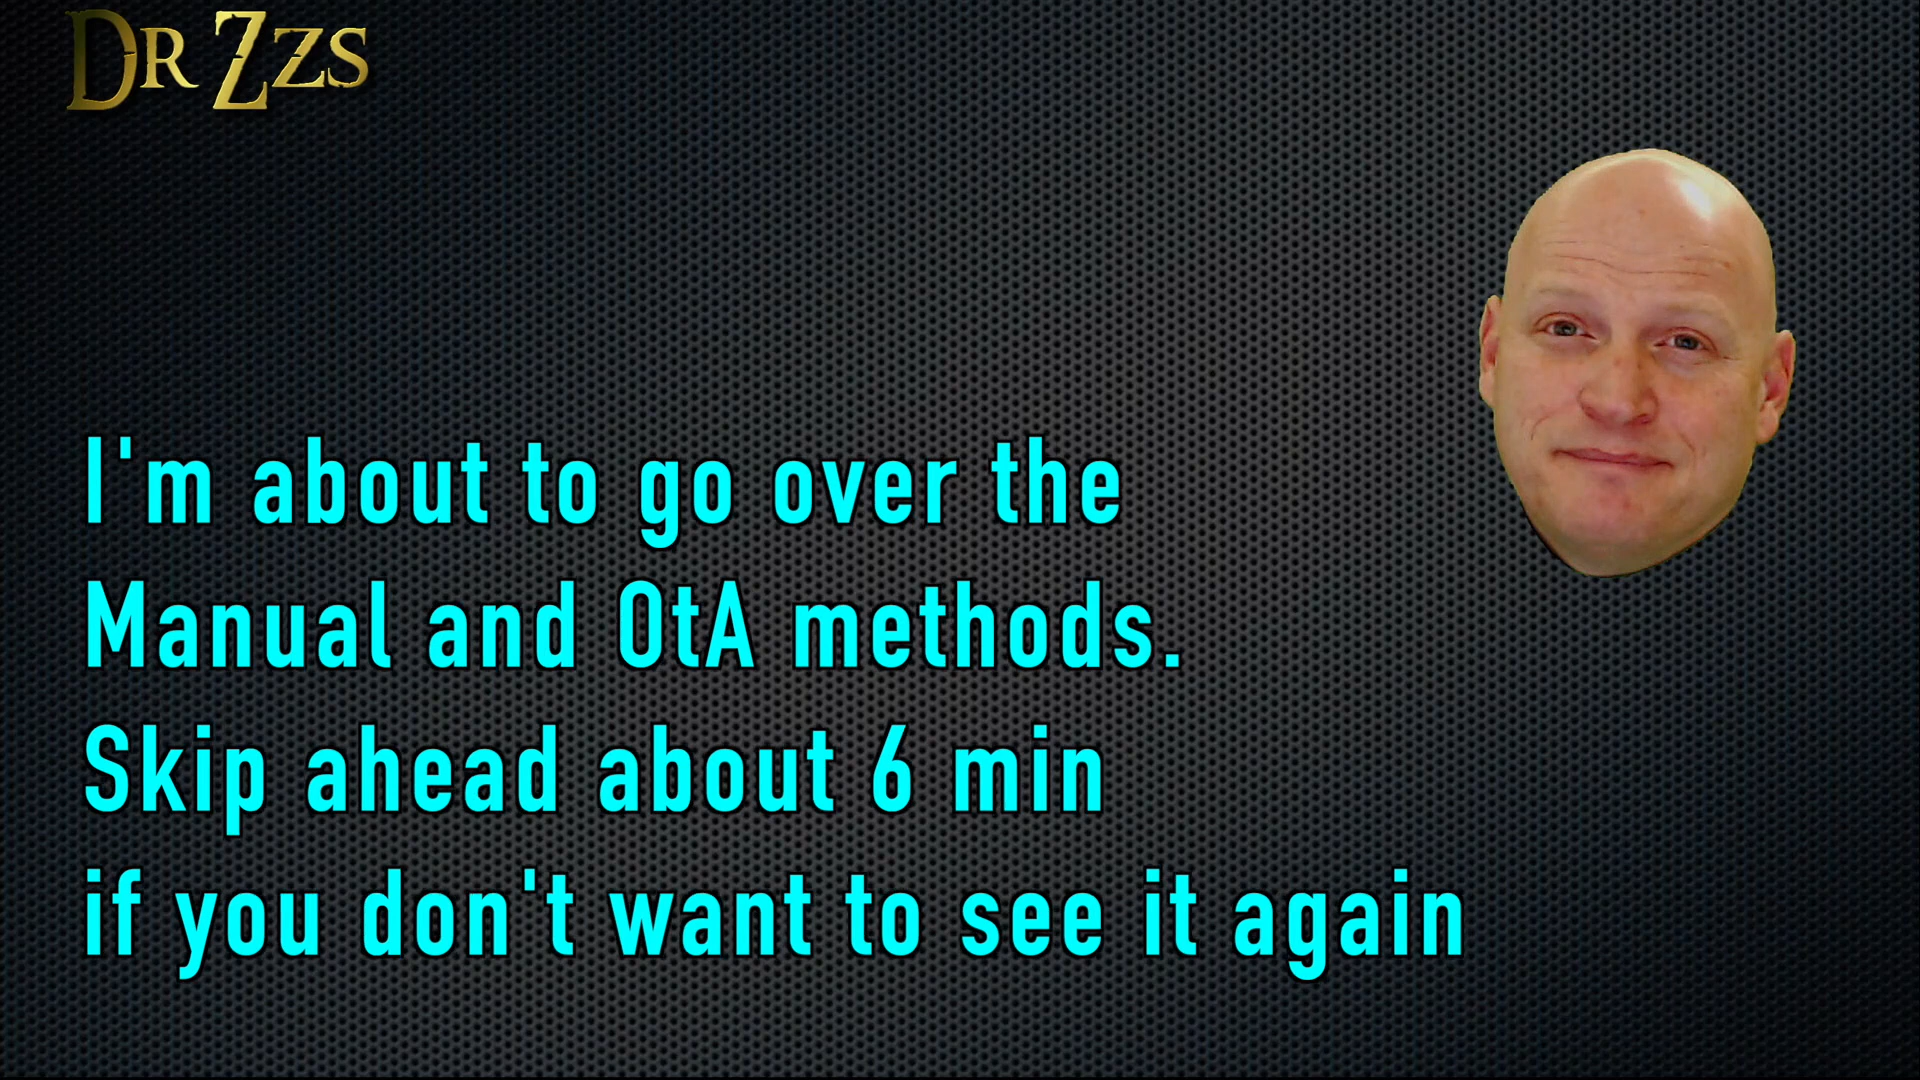 DR ZZS
I'm about to go over the
Manual and OtA methods.
Skip ahead about 6 min
if you don't want to see it again